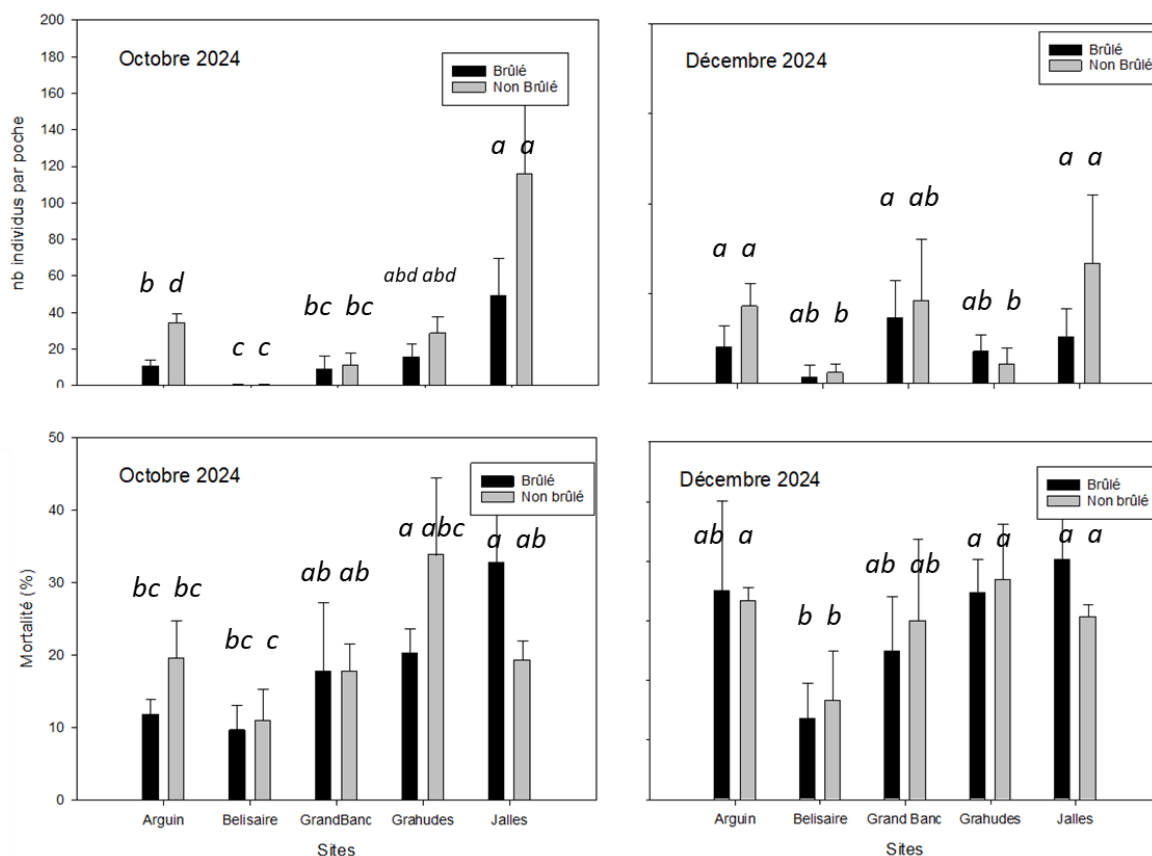 Octobre 2024
Brûlé
Non Brûlé
nb individus par poche
200
180
160
140
120
100
80
60
40
20
0
b d
c c
bc bc
abd abd
a a
Décembre 2024
Brûlé
Non Brûlé
a a
ab b
a ab
ab b
a a
Octobre 2024
Brûlé
Non brûlé
Mortalité (%)
50
40
30
20
10
0
bc bc
bc c
ab ab
a abc
a ab
Arguin Belisaire GrandBanc Grahudes Jalles
Sites
Décembre 2024
Brûlé
Non brûlé
ab a
b b
ab ab
a a
a a
Arguin Belisaire Grand Banc Grahudes Jalles
Sites